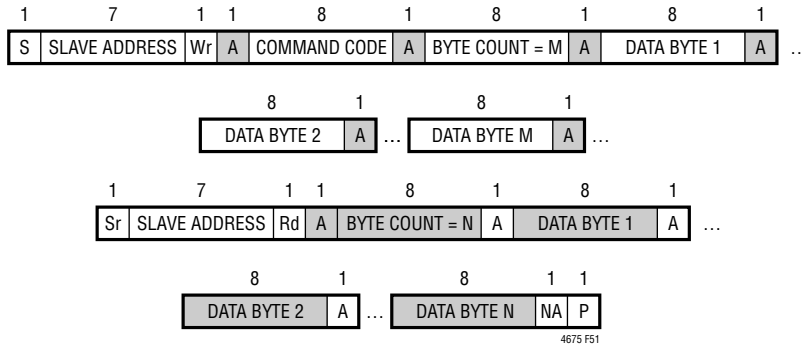 1 7 1 1 8 1 8 1 8 1
S SLAVE ADDRESS Wr A COMMAND CODE A BYTE COUNT = M A DATA BYTE 1 A ..
8 1 8 1
DATA BYTE 2 A ... DATA BYTE M A ...
1 7 1 1 8 1 8 1
Sr SLAVE ADDRESS Rd A BYTE COUNT = N A DATA BYTE 1 A ...
8 1 8 1 1
DATA BYTE 2 A ... DATA BYTE N NA P
4675 F51